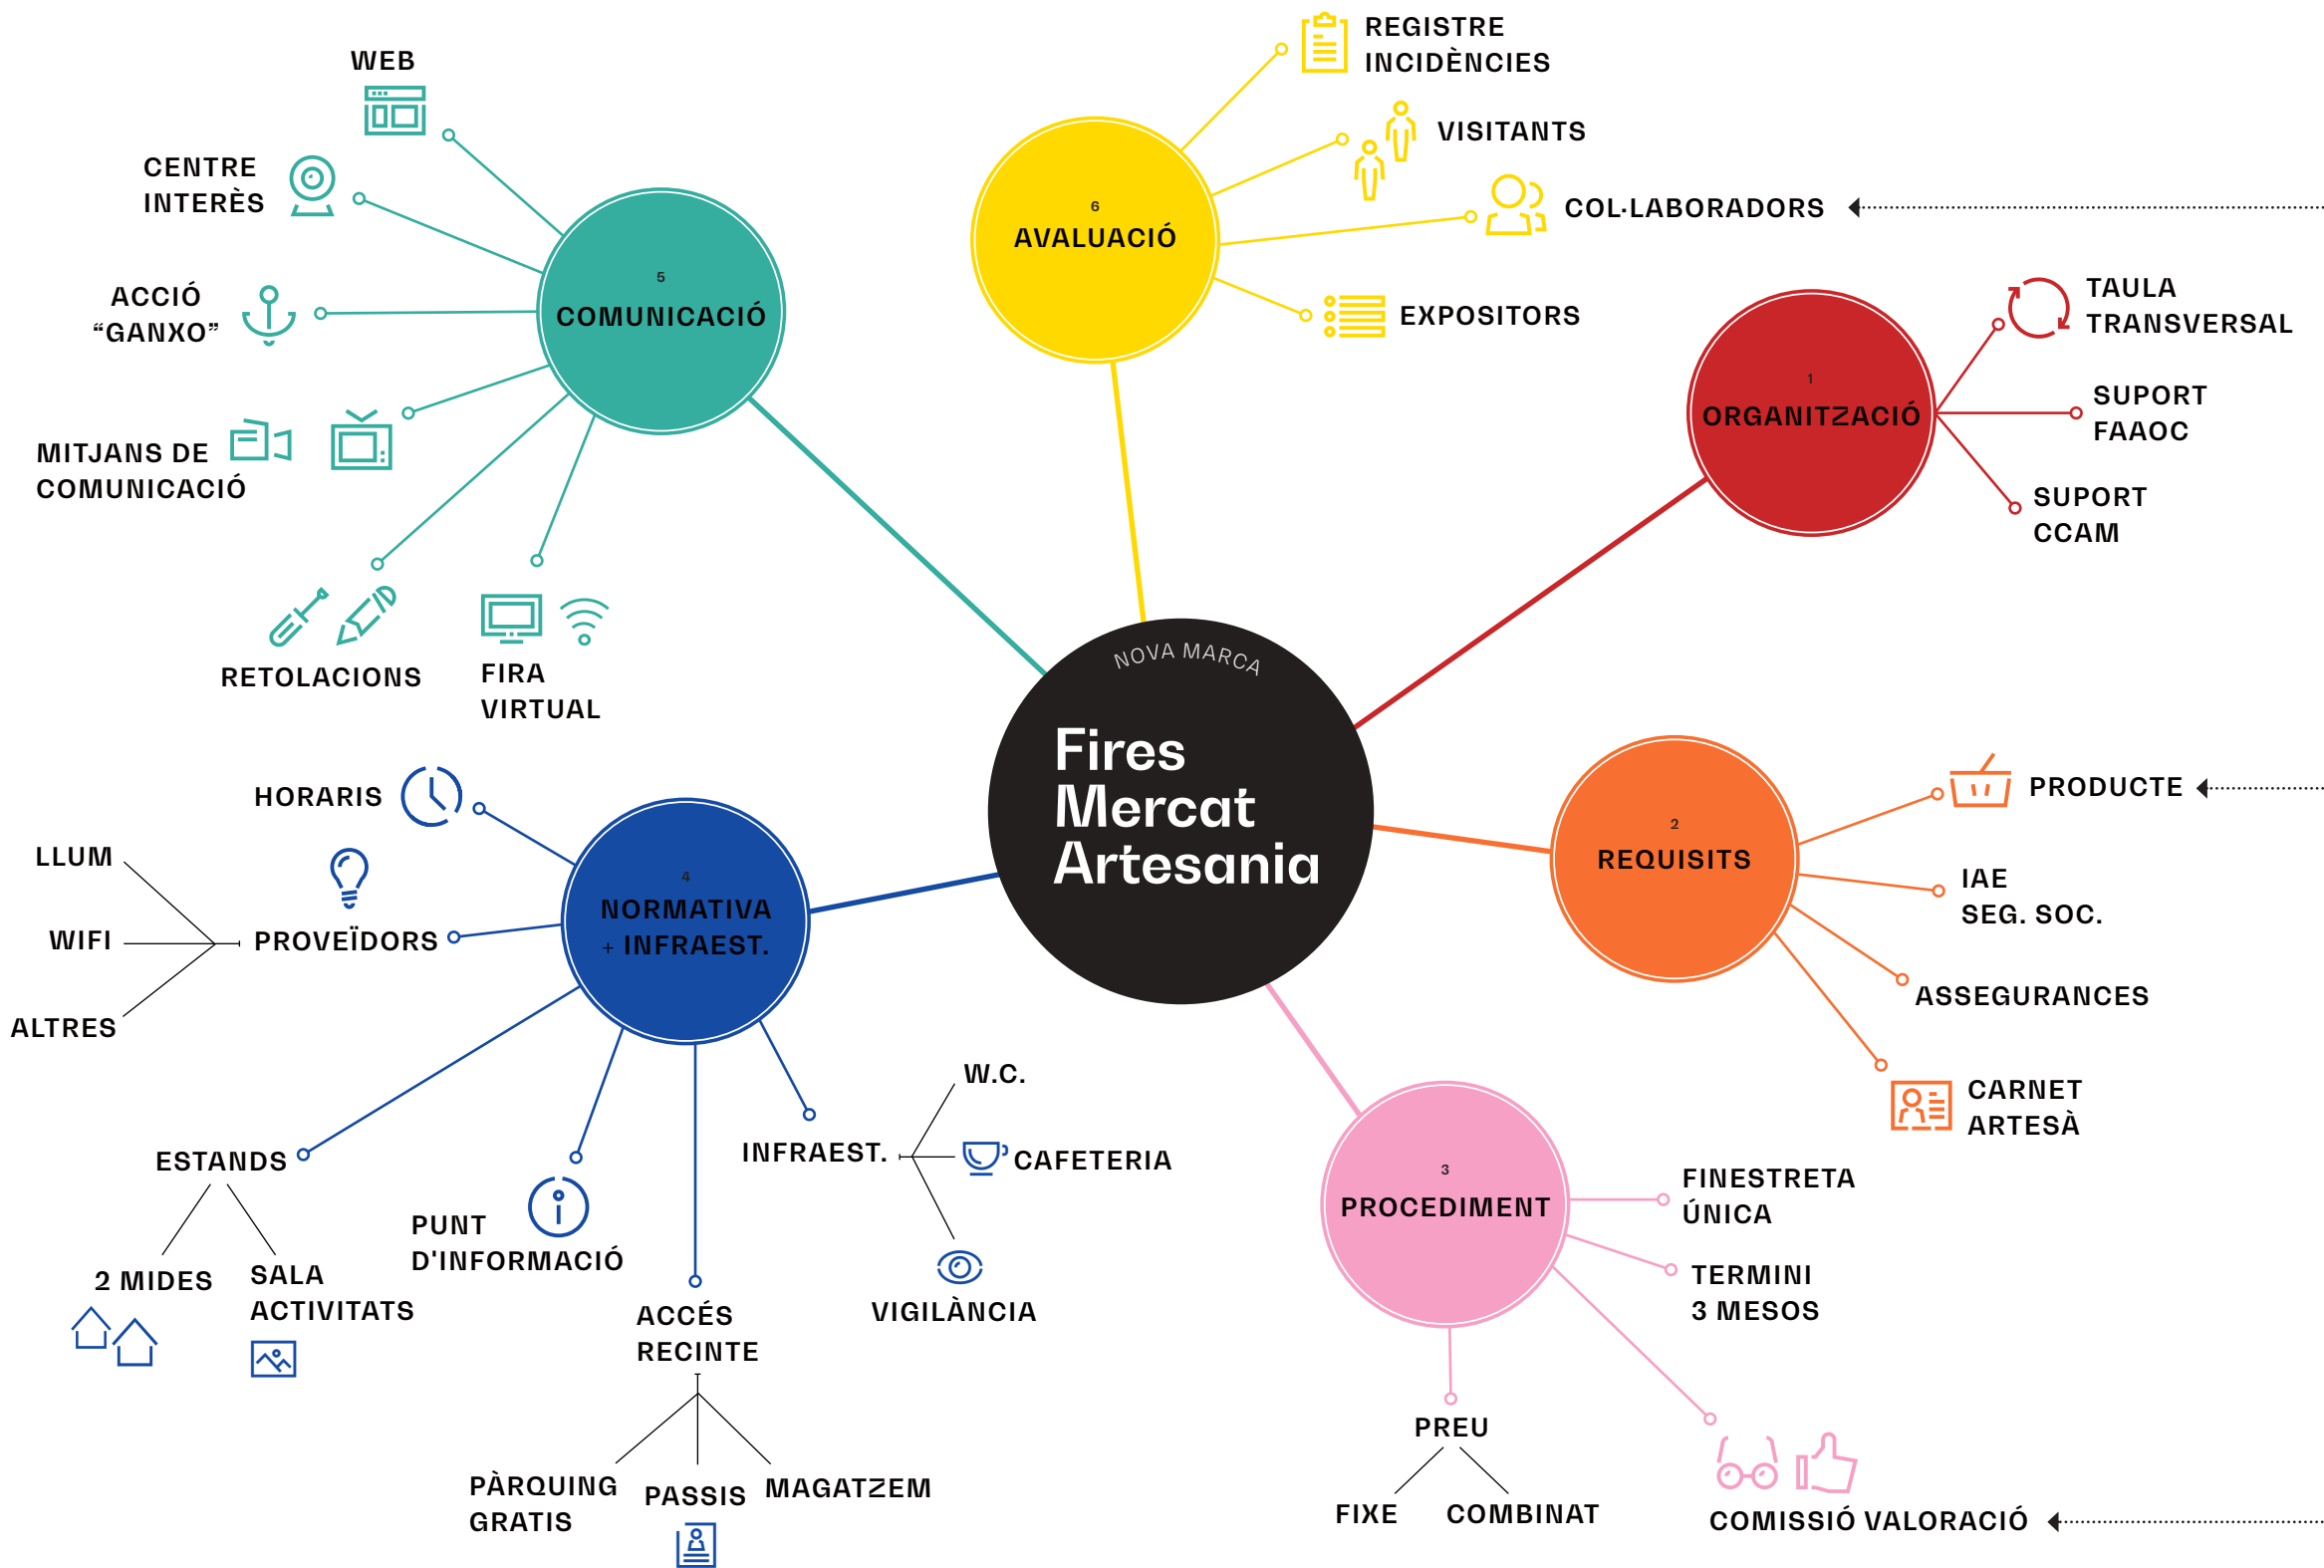 NOVA MARCA
Fires
Mercat
Artesania
1
ORGANITZACIÓ
TAULA
TRANSVERSAL
SUPORT
FAAOC
SUPORT
CCAM
2
REQUISITS
PRODUCTE
IAE
SEG. SOC.
ASSEGURANCES
CARNET
ARTESÀ
3
PROCEDIMENT
FINESTRETA
ÚNICA
TERMINI
3 MESOS
COMISSIÓ VALORACIÓ
PREU
FIXE
COMBINAT
4
NORMATIVA
+ INFRAEST.
HORARIS
PROVEÏDORS
LLUM
WIFI
ALTRES
ESTANDS
2 MIDES
SALA
ACTIVITATS
PUNT
D'INFORMACIÓ
ACCÉS
RECINTE
PÀRQUING
GRATIS
PASSIS
MAGATZEM
INFRAEST.
W.C.
CAFETERIA
VIGILÀNCIA
5
COMUNICACIÓ
WEB
CENTRE
INTERÈS
ACCIÓ
“GANXO”
MITJANS DE
COMUNICACIÓ
RETOLACIONS
FIRA
VIRTUAL
6
AVALUACIÓ
REGISTRE
INCIDÈNCIES
VISITANTS
COL·LABORADORS
EXPOSITORS